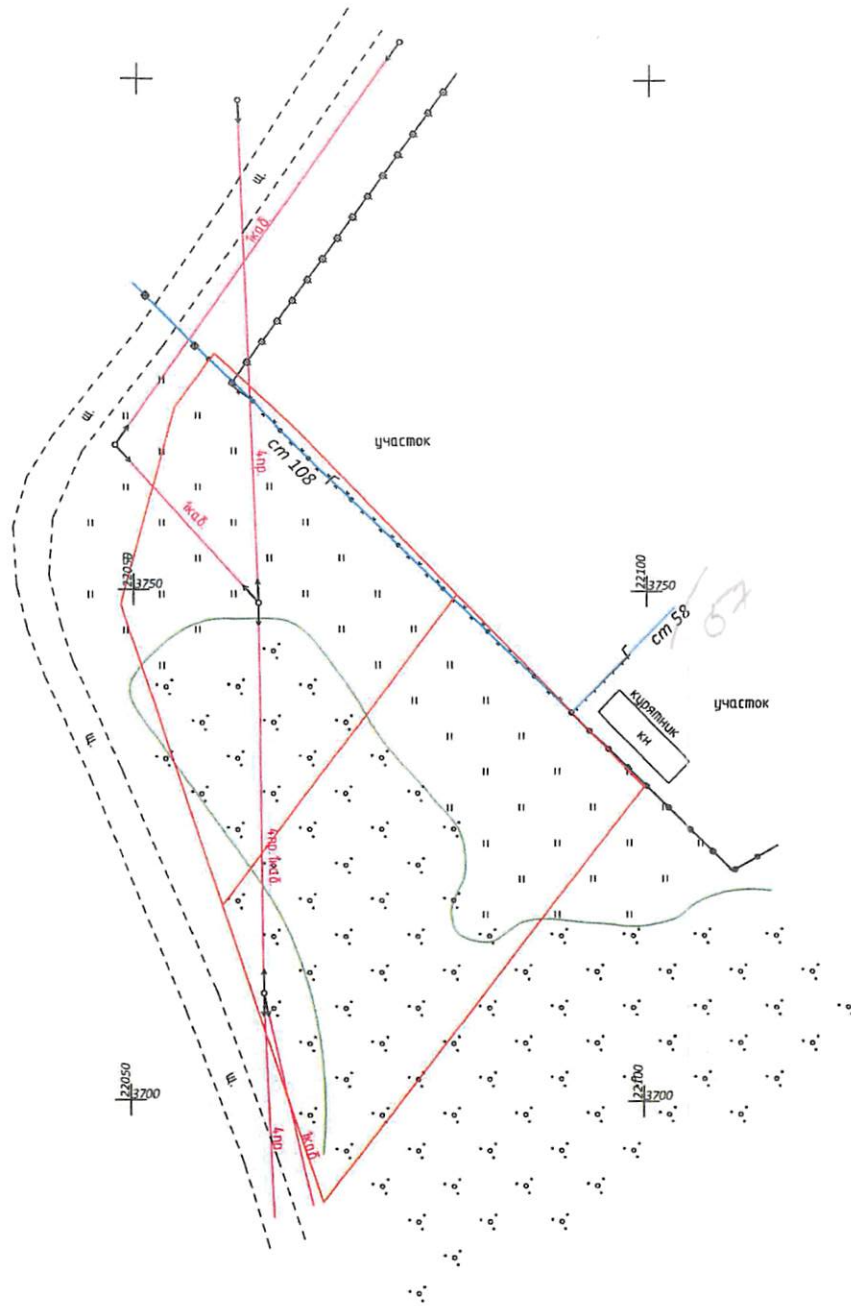 щ.
1каб.
щ.
4пр.
ст 108
участок
1каб.
22050
3750
22100
3750
ст 58
57
курятник
кн
участок
щ.
4пр.1каб.
22050
3700
щ.
22100
3700
4пр.
1каб.